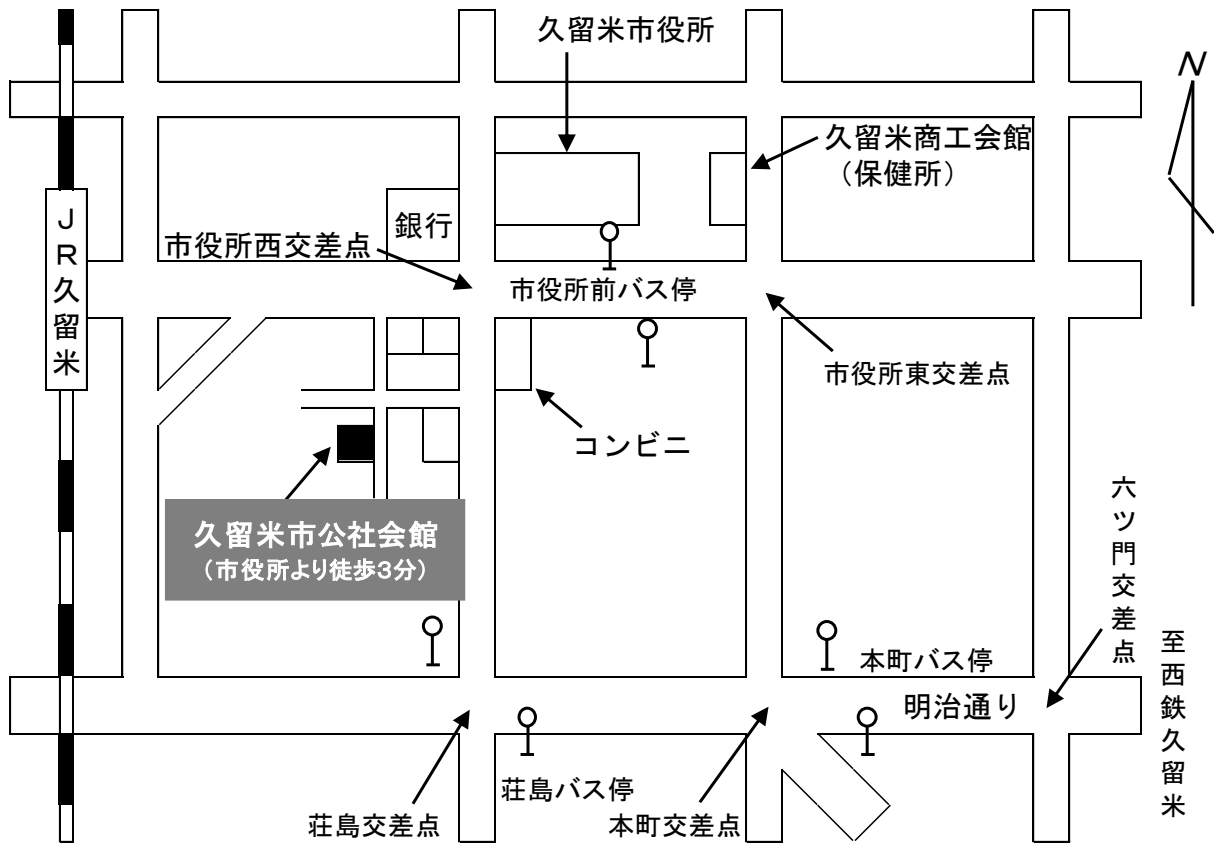 久留米市役所
N
久留米商工会館
（保健所）
JR久留米
銀行
市役所西交差点
市役所前バス停
市役所東交差点
コンビニ
久留米市公社会館
（市役所より徒歩3分）
六ツ門交差点
至西鉄久留米
本町バス停
明治通り
荘島バス停
荘島交差点
本町交差点